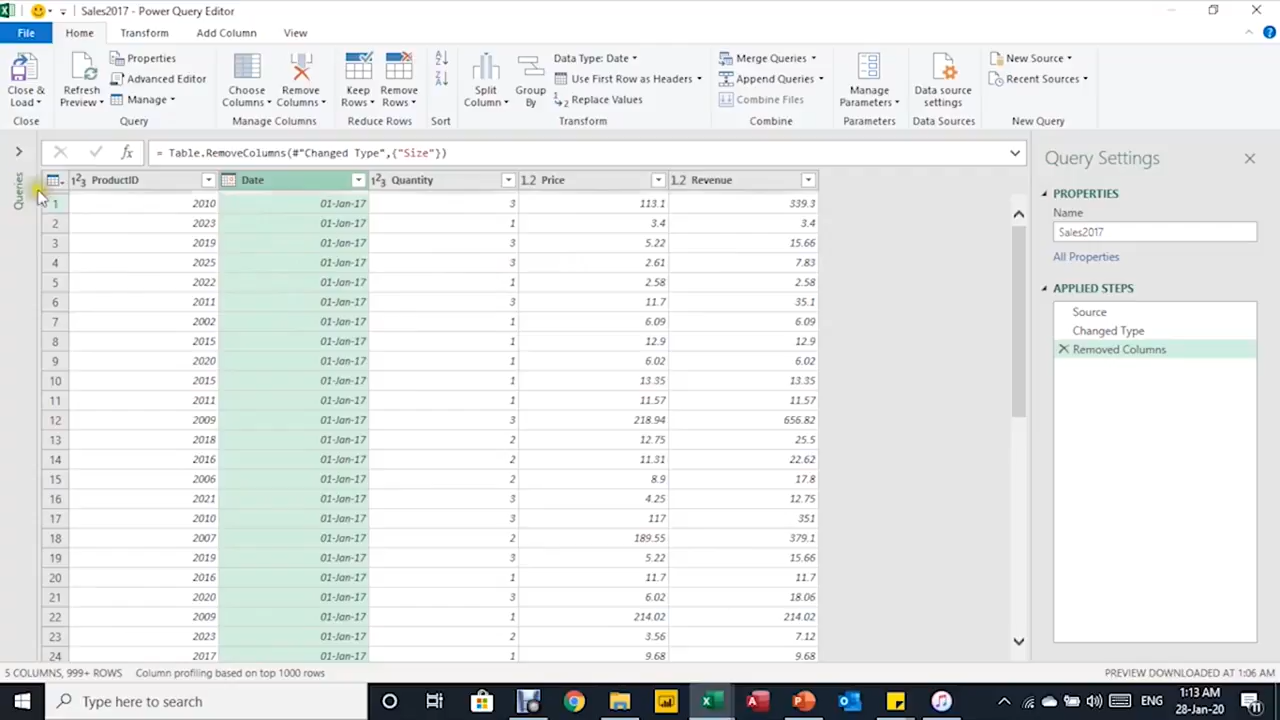 Sales2017 - Power Query Editor
File Home Transform Add Column View
Close & Load
Close
Refresh Preview
Properties
Advanced Editor
Manage
Query
Choose Columns
Remove Columns
Manage Columns
Keep Rows
Remove Rows
Reduce Rows
Sort
Split Column
Group By
Data Type: Date
Use First Row as Headers
Replace Values
Transform
Merge Queries
Append Queries
Combine Files
Combine
Manage Parameters
Parameters
Data source settings
Data Sources
New Source
Recent Sources
New Query
Queries
fx = Table.RemoveColumns(#"Changed Type",{"Size"})
1²3 ProductID Date 1²3 Quantity 1.2 Price 1.2 Revenue
1 2010 01-Jan-17 3 113.1 339.3
2 2023 01-Jan-17 1 3.4 3.4
3 2019 01-Jan-17 3 5.22 15.66
4 2025 01-Jan-17 3 2.61 7.83
5 2022 01-Jan-17 1 2.58 2.58
6 2011 01-Jan-17 3 11.7 35.1
7 2002 01-Jan-17 1 6.09 6.09
8 2015 01-Jan-17 1 12.9 12.9
9 2020 01-Jan-17 1 6.02 6.02
10 2015 01-Jan-17 1 13.35 13.35
11 2011 01-Jan-17 1 11.57 11.57
12 2009 01-Jan-17 3 218.94 656.82
13 2018 01-Jan-17 2 12.75 25.5
14 2016 01-Jan-17 2 11.31 22.62
15 2006 01-Jan-17 2 8.9 17.8
16 2021 01-Jan-17 3 4.25 12.75
17 2010 01-Jan-17 3 117 351
18 2007 01-Jan-17 2 189.55 379.1
19 2019 01-Jan-17 3 5.22 15.66
20 2016 01-Jan-17 1 11.7 11.7
21 2020 01-Jan-17 3 6.02 18.06
22 2009 01-Jan-17 1 214.02 214.02
23 2023 01-Jan-17 2 3.56 7.12
24 2017 01-Jan-17 1 9.68 9.68
Query Settings
PROPERTIES
Name
Sales2017
All Properties
APPLIED STEPS
Source
Changed Type
Removed Columns
5 COLUMNS, 999+ ROWS Column profiling based on top 1000 rows PREVIEW DOWNLOADED AT 1:06 AM
Type here to search
ENG
1:13 AM
28-Jan-20
11